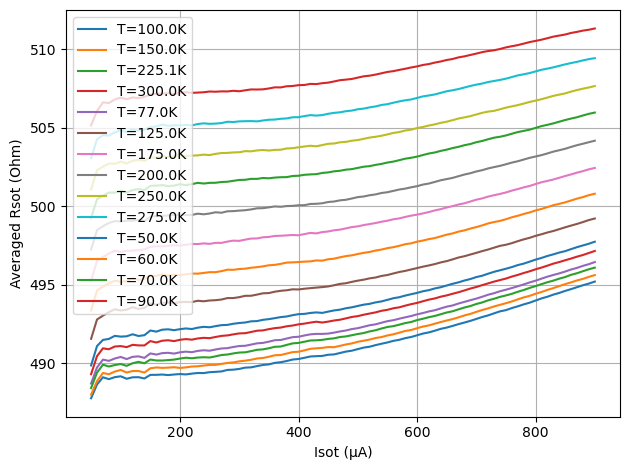 T=100.0K
T=150.0K
T=225.1K
T=300.0K
T=77.0K
T=125.0K
T=175.0K
T=200.0K
T=250.0K
T=275.0K
T=50.0K
T=60.0K
T=70.0K
T=90.0K
510
505
500
495
490
Averaged Rsot (Ohm)
200 400 600 800
Isot (μA)